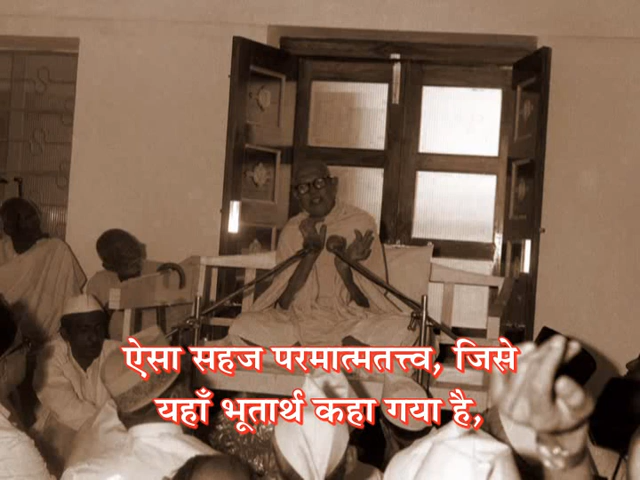 ऐसा सहज परमात्मतत्त्व, जिसे
यहाँ भूतार्थ कहा गया है,